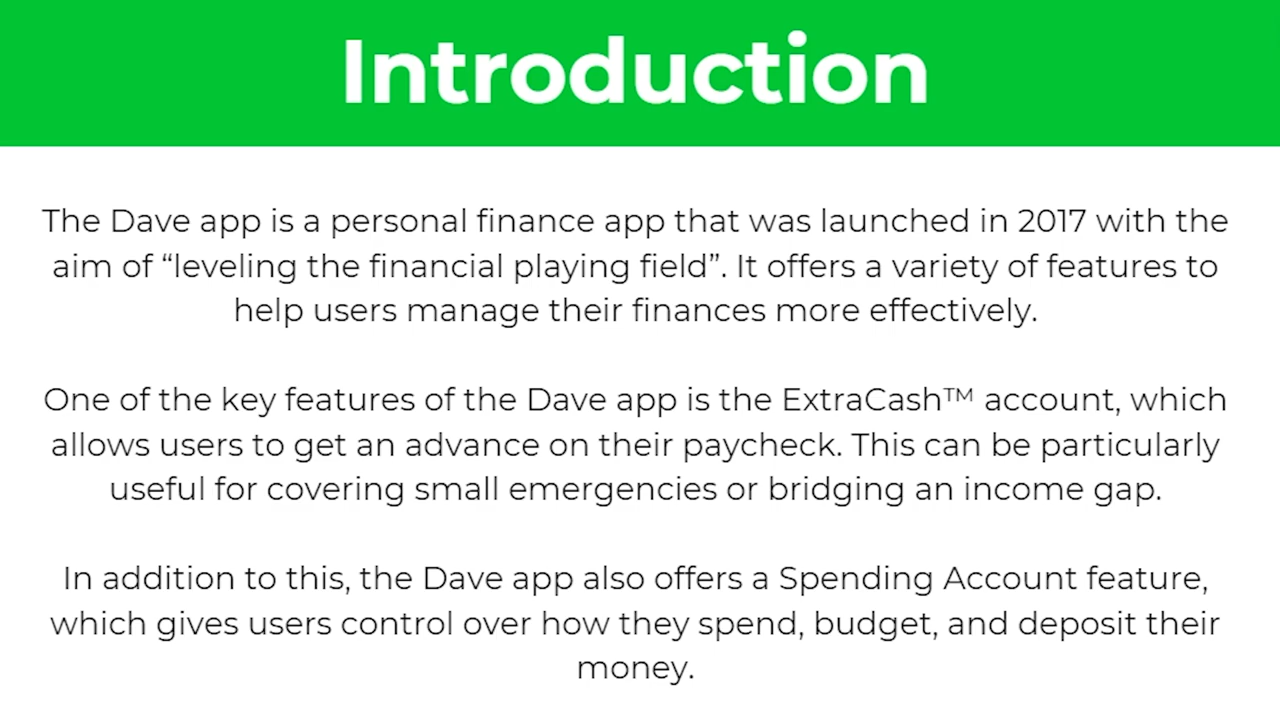 Introduction
The Dave app is a personal finance app that was launched in 2017 with the
aim of “leveling the financial playing field”. It offers a variety of features to
help users manage their finances more effectively.
One of the key features of the Dave app is the ExtraCash™ account, which
allows users to get an advance on their paycheck. This can be particularly
useful for covering small emergencies or bridging an income gap.
In addition to this, the Dave app also offers a Spending Account feature,
which gives users control over how they spend, budget, and deposit their
money.